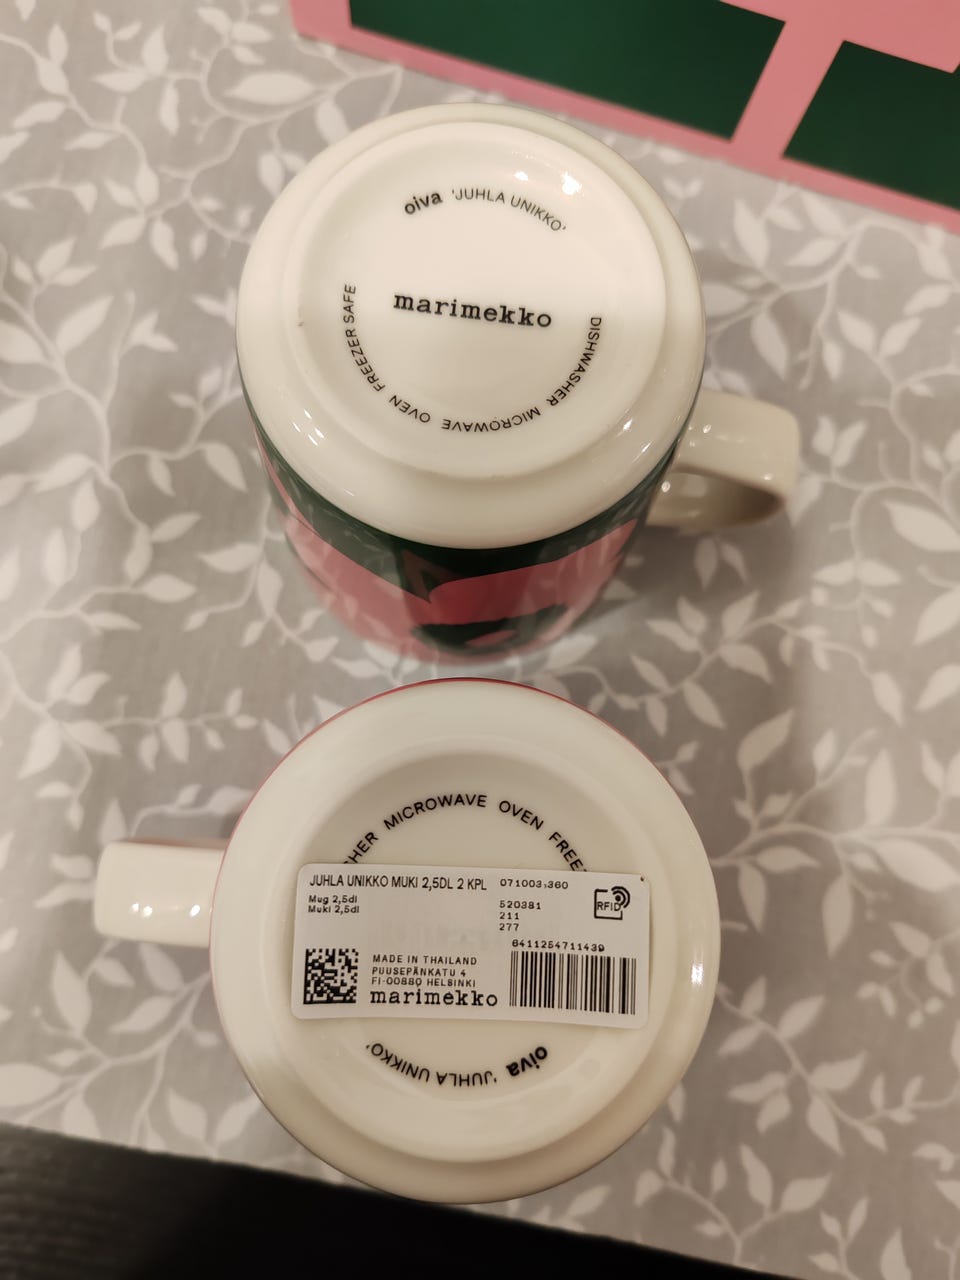 oiva 'JUHLA UNIKKO'
marimekko
DISHWASHER MICROWAVE OVEN FREEZER SAFE
HER MICROWAVE OVEN FREEZ
JUHLA UNIKKO MUKI 2,5DL 2 KPL 071003 360
Mug 2,5dl 520381
Muki 2,5dl 211
277
RFID
6411254711439
MADE IN THAILAND
PUUSEPÄNKATU 4
FI-00880 HELSINKI
marimekko
oiva 'JUHLA UNIKKO'